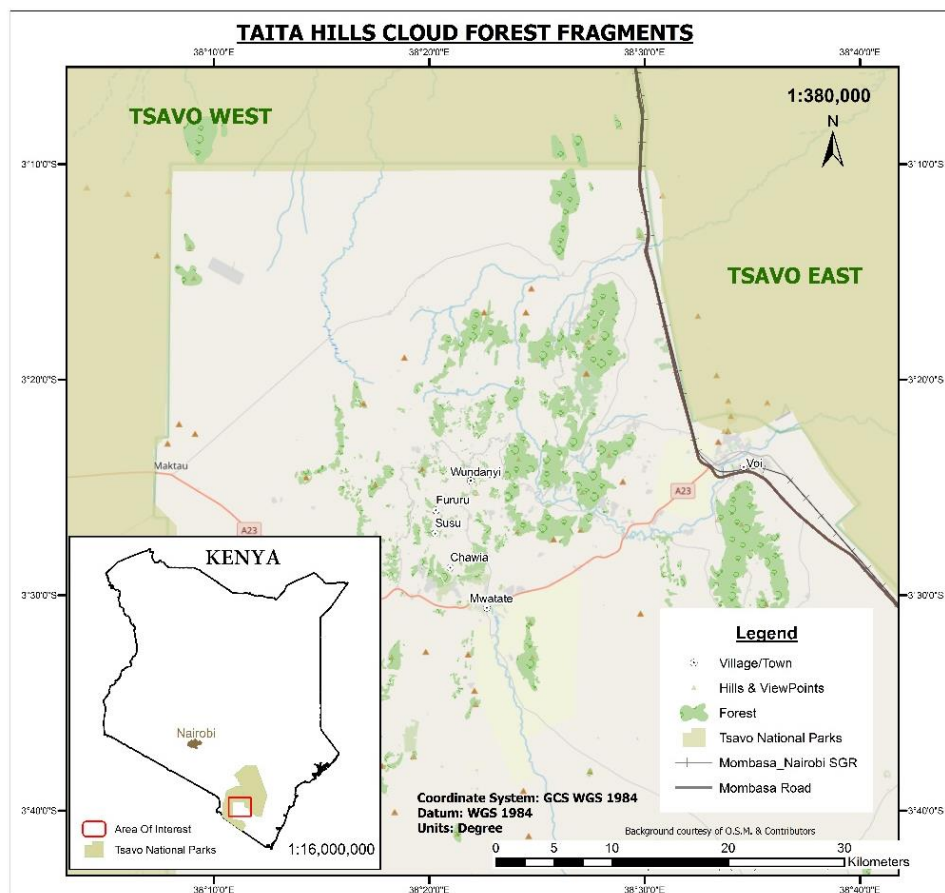 TAITA HILLS CLOUD FOREST FRAGMENTS
38°10'0"E 38°20'0"E 38°30'0"E 38°40'0"E
TSAVO WEST
1:380,000
N
3°10'0"S 3°10'0"S
TSAVO EAST
3°20'0"S 3°20'0"S
Maktau
Wundanyi
Voi
Fururu
A23
Susu
A23
Chawia
Mwatate
3°30'0"S 3°30'0"S
KENYA
Nairobi
Area Of Interest
Tsavo National Parks
1:16,000,000
Legend
Village/Town
Hills & ViewPoints
Forest
Tsavo National Parks
Mombasa_Nairobi SGR
Mombasa Road
3°40'0"S 3°40'0"S
Coordinate System: GCS WGS 1984
Datum: WGS 1984
Units: Degree
Background courtesy of O.S.M. & Contributors
0 5 10 20 30
Kilometers
38°10'0"E 38°20'0"E 38°30'0"E 38°40'0"E